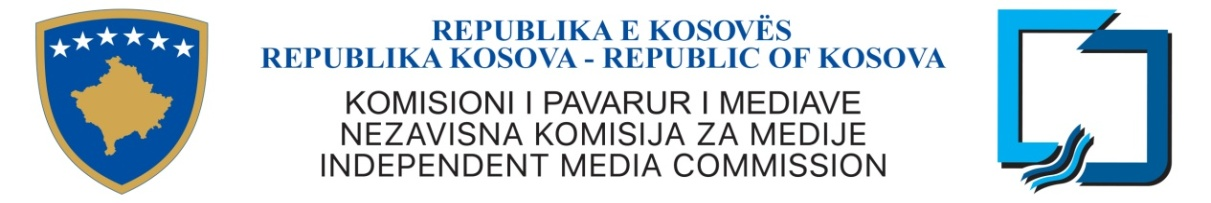 REPUBLIKA E KOSOVËS
REPUBLIKA KOSOVA - REPUBLIC OF KOSOVA
KOMISIONI I PAVARUR I MEDIAVE
NEZAVISNA KOMISIJA ZA MEDIJE
INDEPENDENT MEDIA COMMISSION